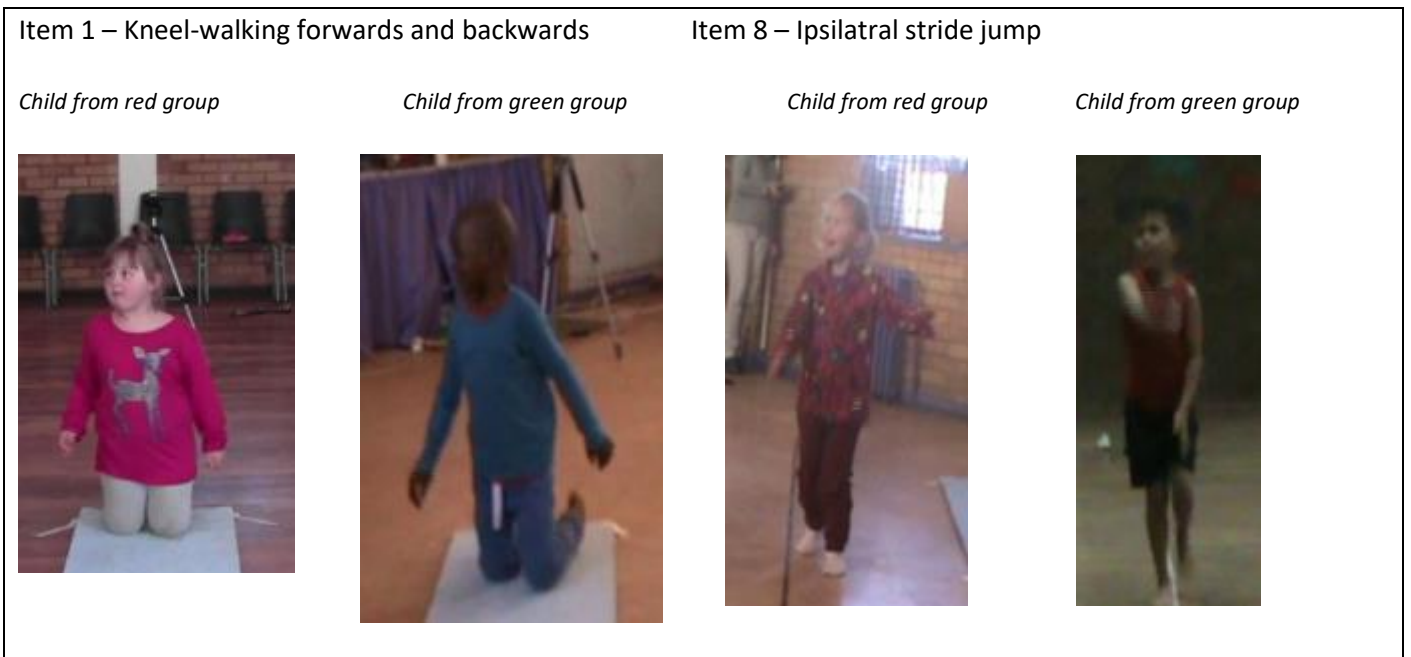 Item 1 – Kneel-walking forwards and backwards Item 8 – Ipsilatral stride jump
Child from red group Child from green group Child from red group Child from green group